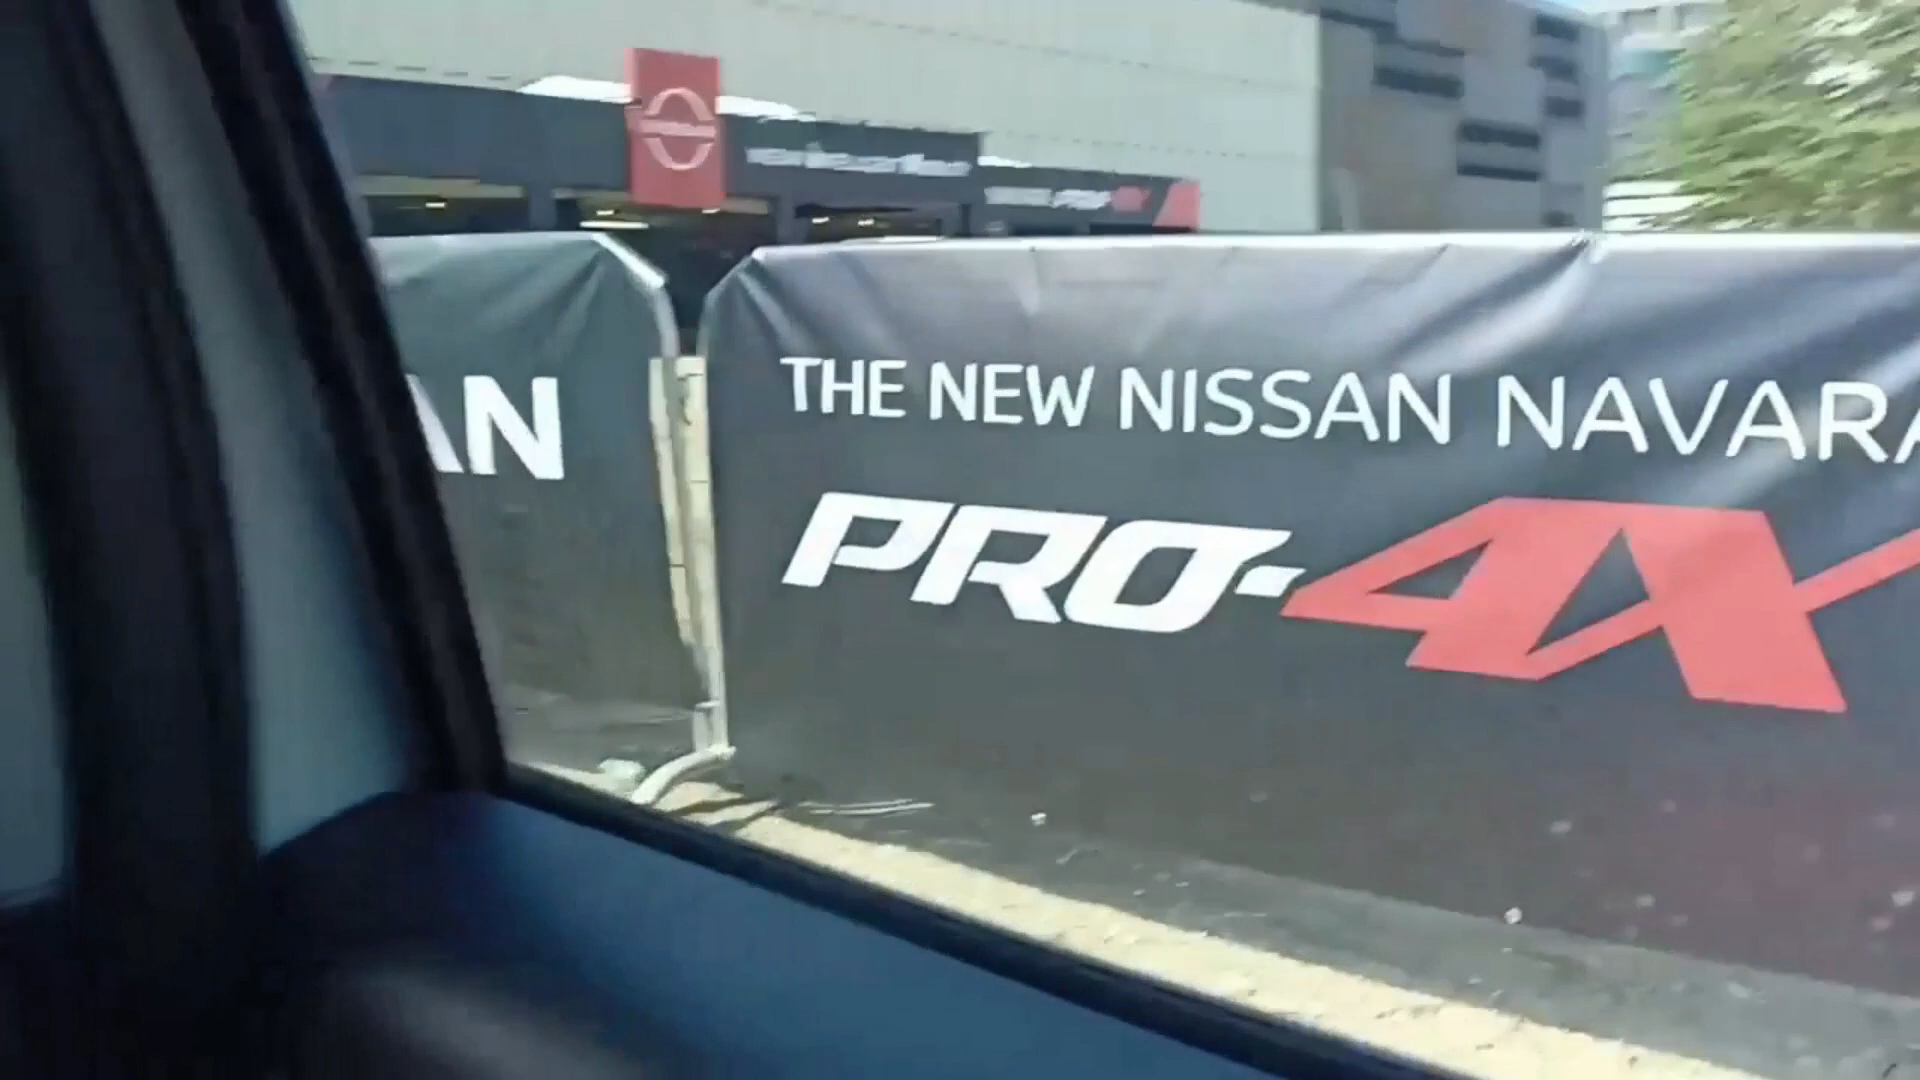 AN
THE NEW NISSAN NAVARA
PRO-4X